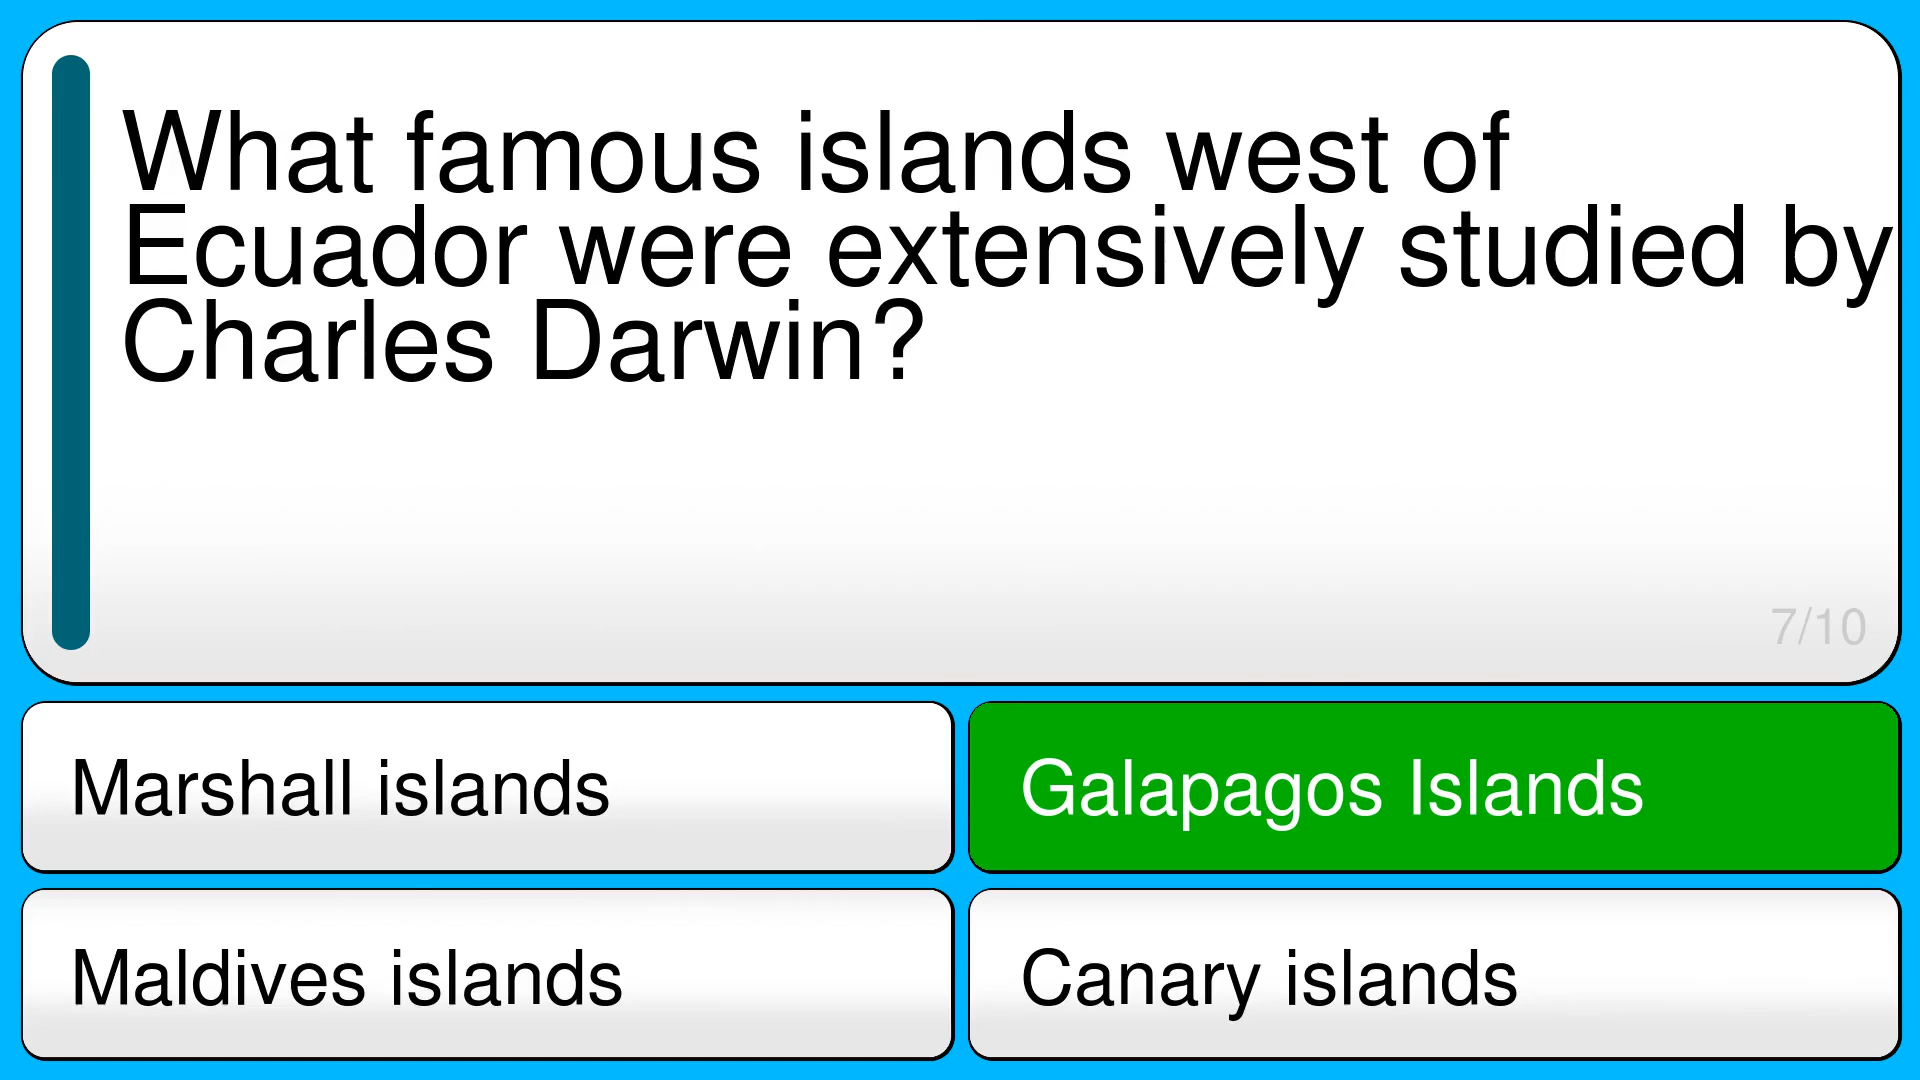 What famous islands west of
Ecuador were extensively studied by
Charles Darwin?
7/10
Marshall islands
Galapagos Islands
Maldives islands
Canary islands